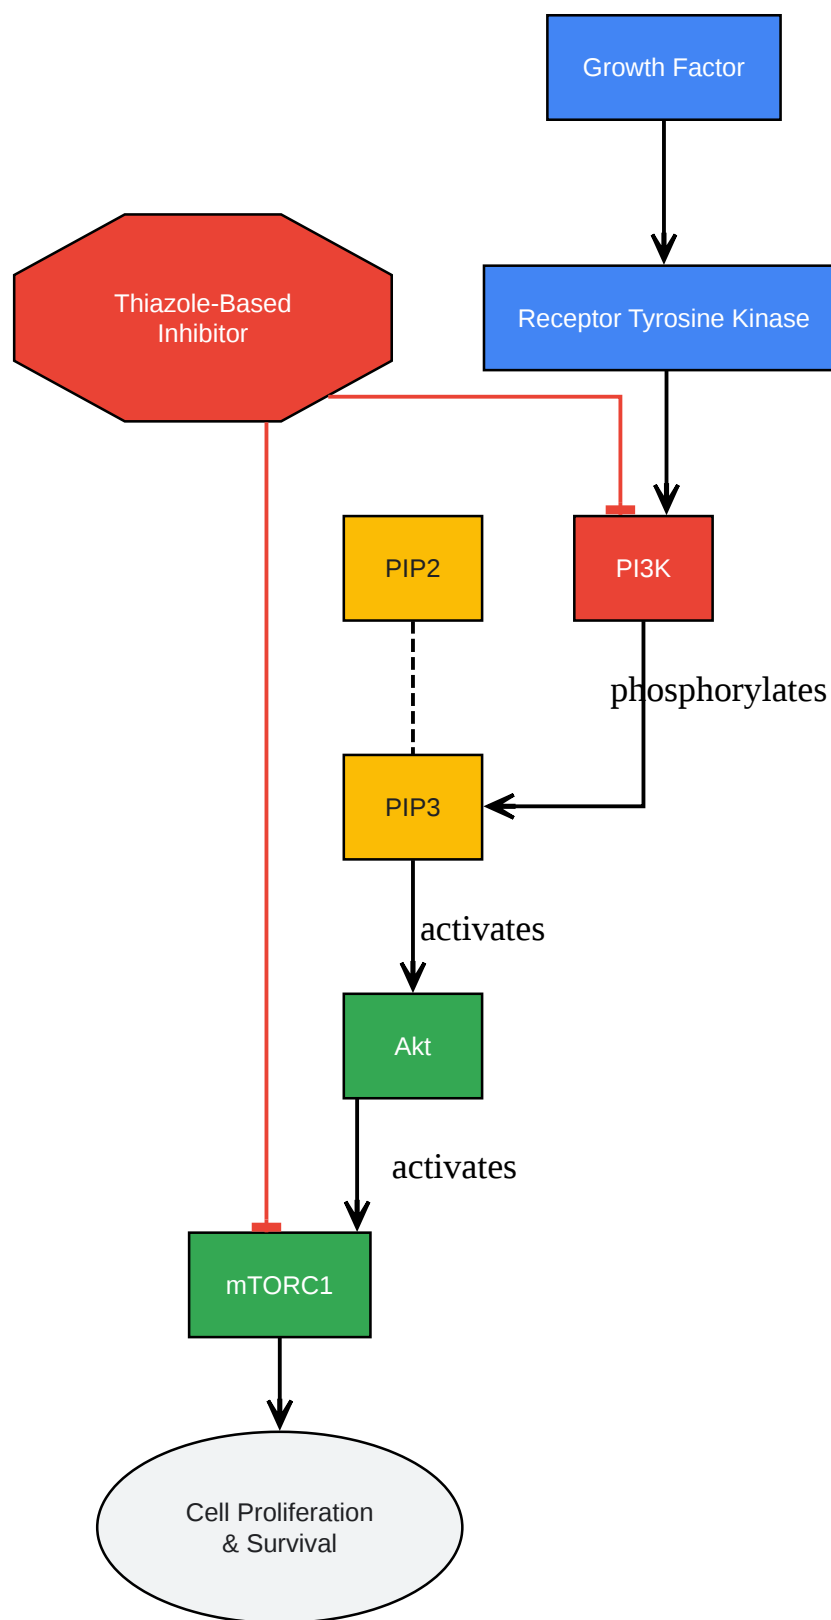 Growth Factor
Thiazole-Based
Inhibitor
Receptor Tyrosine Kinase
PIP2
PI3K
phosphorylates
PIP3
activates
Akt
activates
mTORC1
Cell Proliferation
& Survival